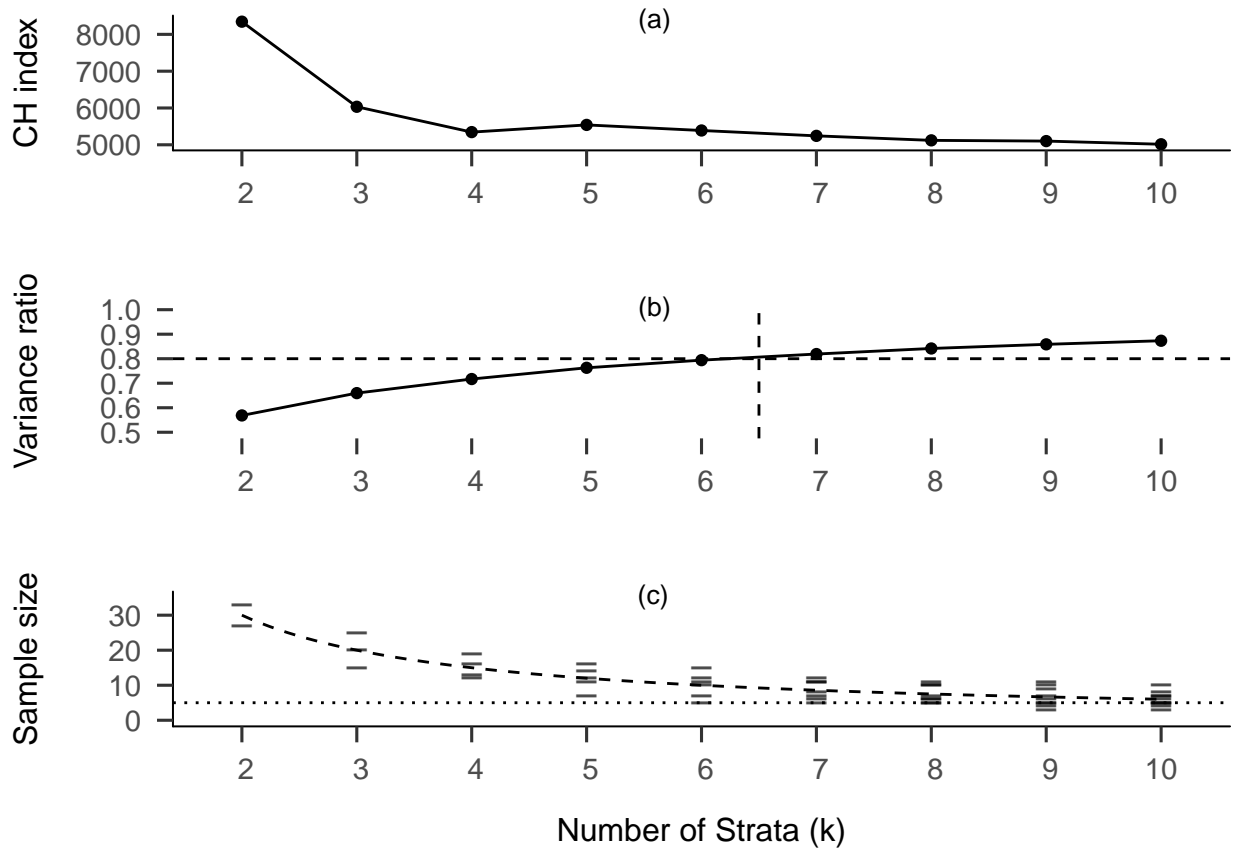 (a)
CH index
8000
7000
6000
5000
2 3 4 5 6 7 8 9 10
(b)
Variance ratio
1.0
0.9
0.8
0.7
0.6
0.5
2 3 4 5 6 7 8 9 10
(c)
Sample size
30
20
10
0
2 3 4 5 6 7 8 9 10
Number of Strata (k)